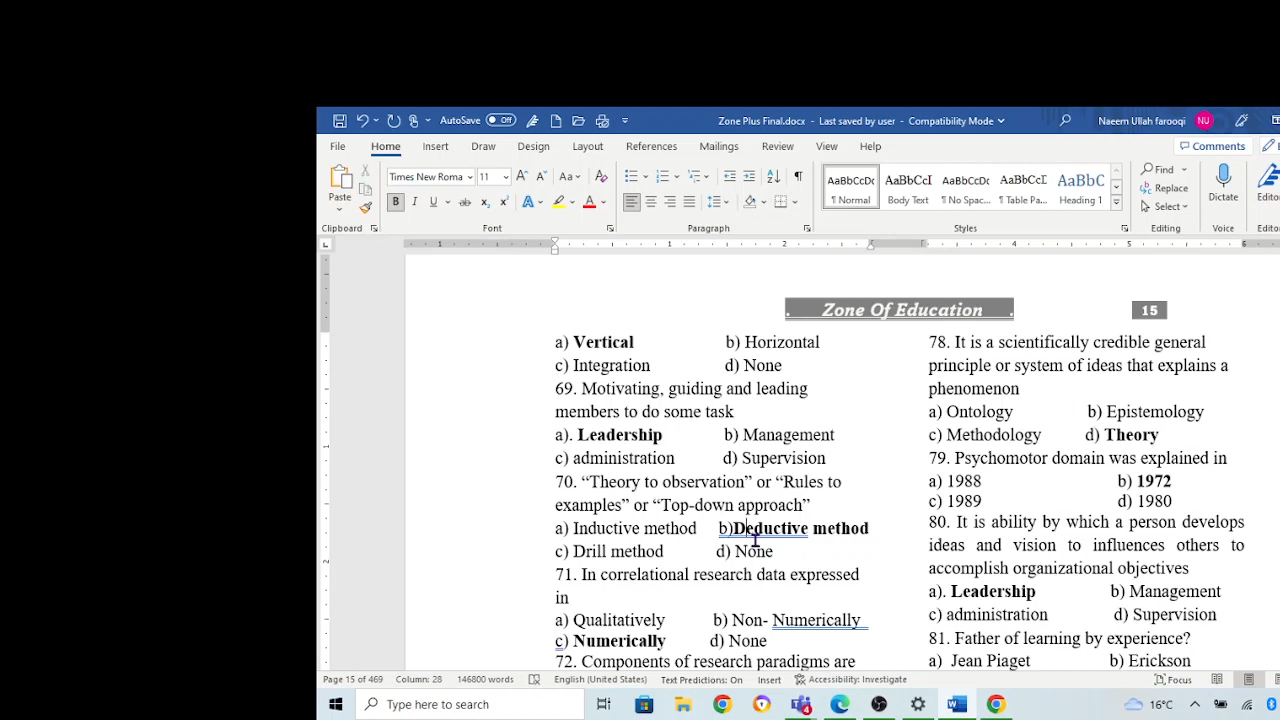 AutoSave Off
Zone Plus Final.docx - Last saved by user - Compatibility Mode
Naeem Ullah farooqi NU
File Home Insert Draw Design Layout References Mailings Review View Help
Comments
Paste
Times New Roma 11
Aa
AaBbCcDc AaBbCcI AaBbCcDc AaBbCcI AaBbC
¶ Normal Body Text ¶ No Spac... ¶ Table Pa... Heading 1
Find
Replace
Select
Dictate
Editor
Clipboard Font Paragraph Styles Editing Voice Editor
. Zone Of Education .
15
a) Vertical b) Horizontal
c) Integration d) None
69. Motivating, guiding and leading
members to do some task
a). Leadership b) Management
c) administration d) Supervision
70. “Theory to observation” or “Rules to
examples” or “Top-down approach”
a) Inductive method b)Deductive method
c) Drill method d) None
71. In correlational research data expressed
in
a) Qualitatively b) Non- Numerically
c) Numerically d) None
72. Components of research paradigms are
78. It is a scientifically credible general
principle or system of ideas that explains a
phenomenon
a) Ontology b) Epistemology
c) Methodology d) Theory
79. Psychomotor domain was explained in
a) 1988 b) 1972
c) 1989 d) 1980
80. It is ability by which a person develops
ideas and vision to influences others to
accomplish organizational objectives
a). Leadership b) Management
c) administration d) Supervision
81. Father of learning by experience?
a) Jean Piaget b) Erickson
Page 15 of 469 Column: 28 146800 words English (United States) Text Predictions: On Insert Accessibility: Investigate Focus
Type here to search
16°C